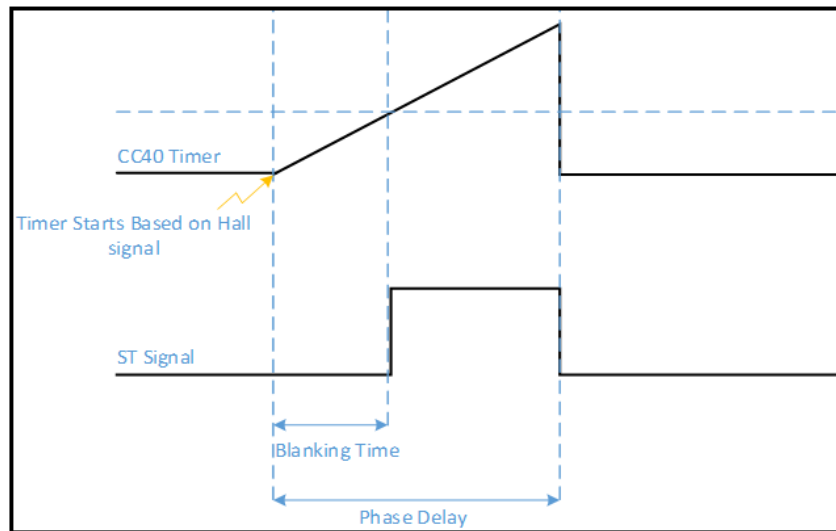 CC40 Timer
Timer Starts Based on Hall
signal
ST Signal
Blanking Time
Phase Delay